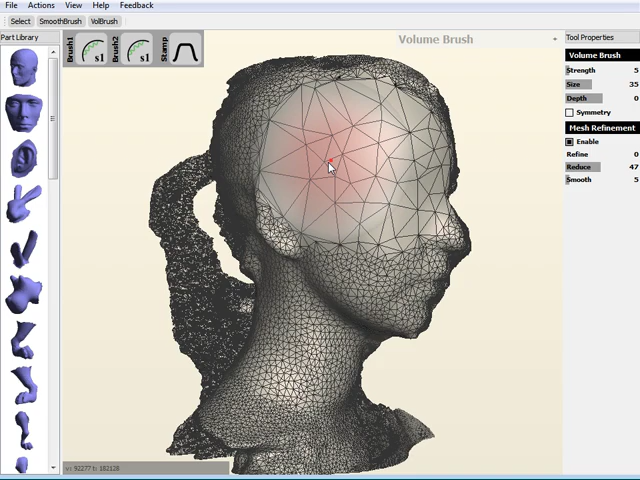 File Actions View Help Feedback
Select SmoothBrush VolBrush
Part Library
Brush1 s1 Brush2 s1 Stamp
Volume Brush
Tool Properties
Volume Brush
Strength 5
Size 35
Depth 0
Symmetry
Mesh Refinement
Enable
Refine 0
Reduce 47
Smooth 5
v: 92277 t: 182128